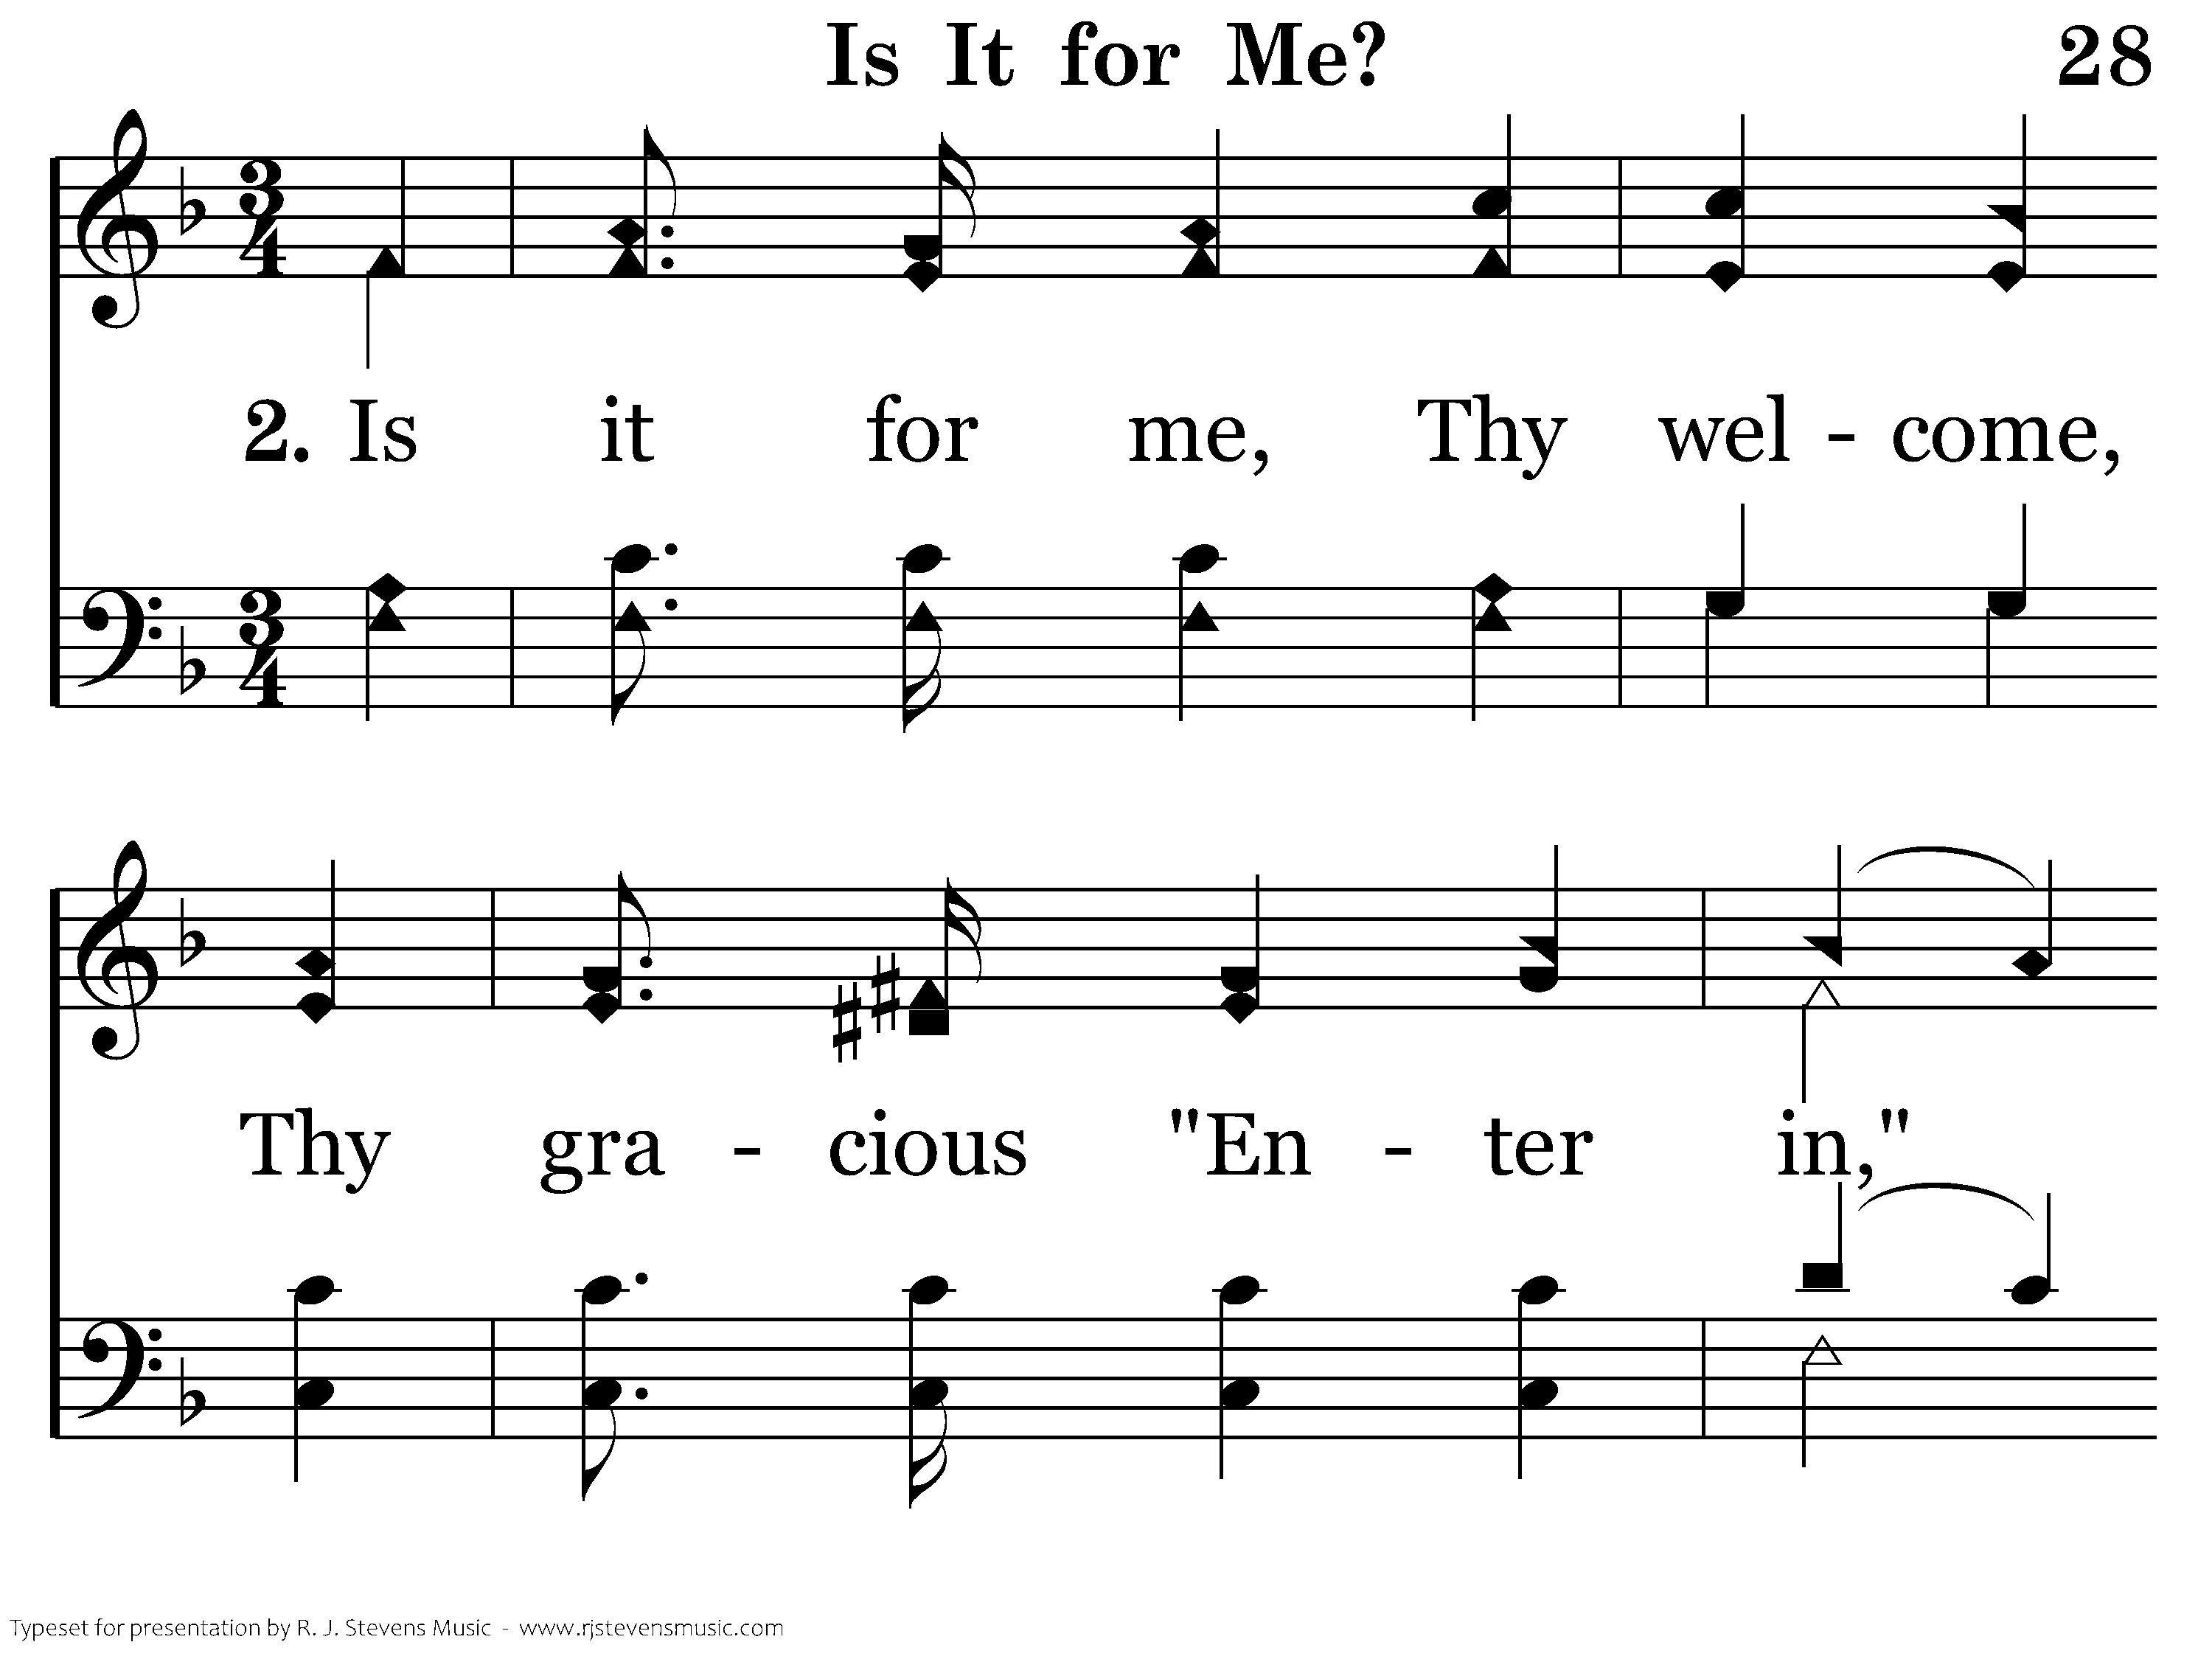 Is It for Me? 28
2. Is it for me, Thy wel - come,
Thy gra - cious "En - ter in,"
Typeset for presentation by R. J. Stevens Music - www.rjstevensmusic.com